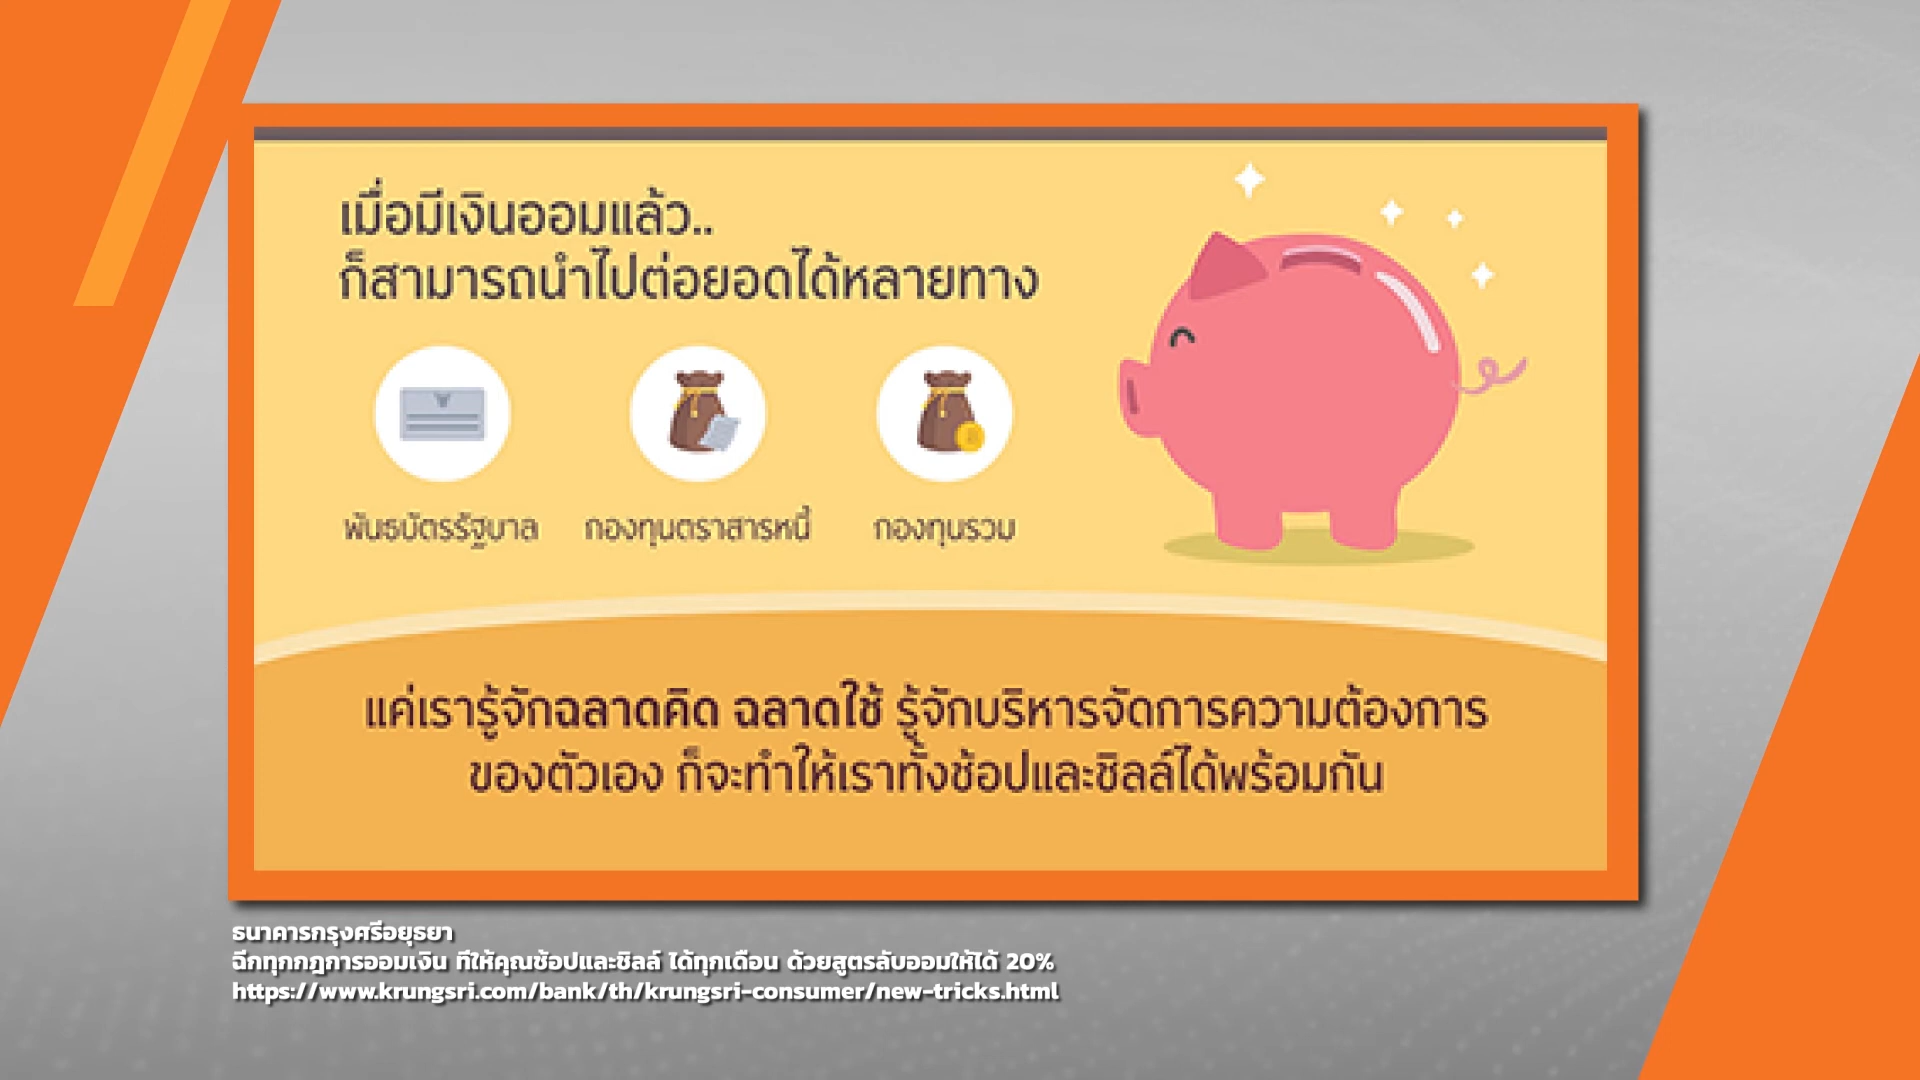 เมื่อมีเงินออมแล้ว..
ก็สามารถนำไปต่อยอดได้หลายทาง
พันธบัตรรัฐบาล กองทุนตราสารหนี้ กองทุนรวม
แค่เรารู้จักฉลาดคิด ฉลาดใช้ รู้จักบริหารจัดการความต้องการ
ของตัวเอง ก็จะทำให้เราทั้งช้อปและชิลล์ได้พร้อมกัน
ธนาคารกรุงศรีอยุธยา
ฉีกทุกกฎการออมเงิน ที่ให้คุณช้อปและชิลล์ ได้ทุกเดือน ด้วยสูตรลับออมให้ได้ 20%
https://www.krungsri.com/bank/th/krungsri-consumer/new-tricks.html